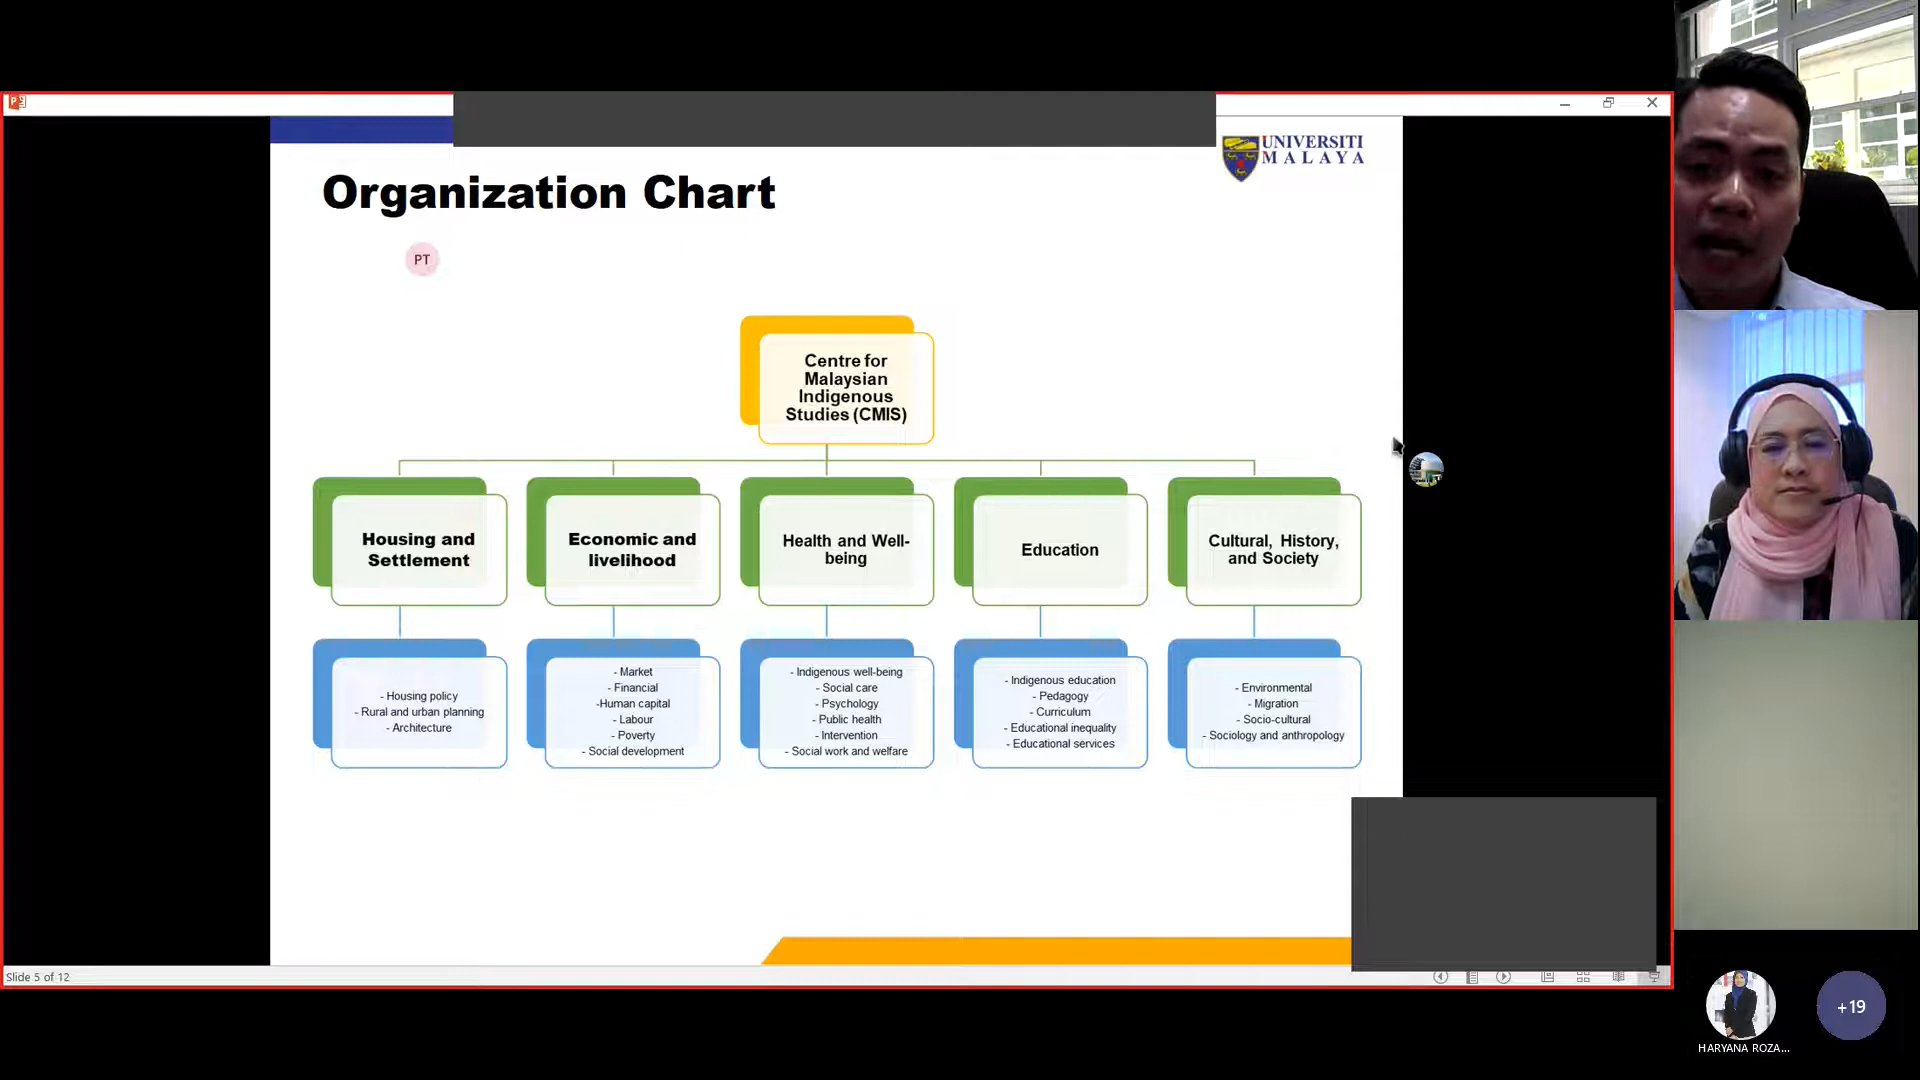 UNIVERSITI
MALAYA
Organization Chart
PT
Centre for
Malaysian
Indigenous
Studies (CMIS)
Housing and
Settlement
Economic and
livelihood
Health and Well-
being
Education
Cultural, History,
and Society
- Housing policy
- Rural and urban planning
- Architecture
- Market
- Financial
-Human capital
- Labour
- Poverty
- Social development
- Indigenous well-being
- Social care
- Psychology
- Public health
- Intervention
- Social work and welfare
- Indigenous education
- Pedagogy
- Curriculum
- Educational inequality
- Educational services
- Environmental
- Migration
- Socio-cultural
- Sociology and anthropology
Slide 5 of 12
+19
HARYANA ROZA...